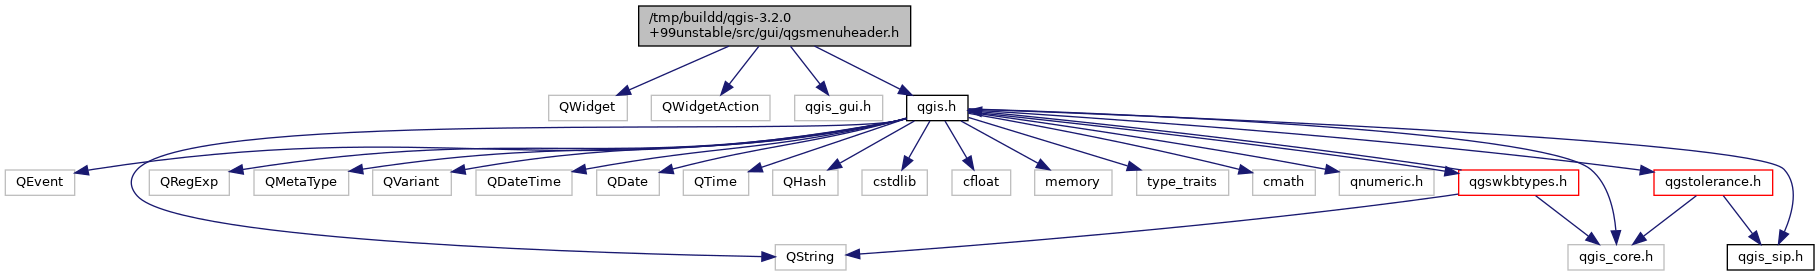 /tmp/buildd/qgis-3.2.0
+99unstable/src/gui/qgsmenuheader.h
QWidget
QWidgetAction
qgis_gui.h
qgis.h
QEvent
QRegExp
QMetaType
QVariant
QDateTime
QDate
QTime
QHash
cstdlib
cfloat
memory
type_traits
cmath
qnumeric.h
qgswkbtypes.h
qgstolerance.h
QString
qgis_core.h
qgis_sip.h